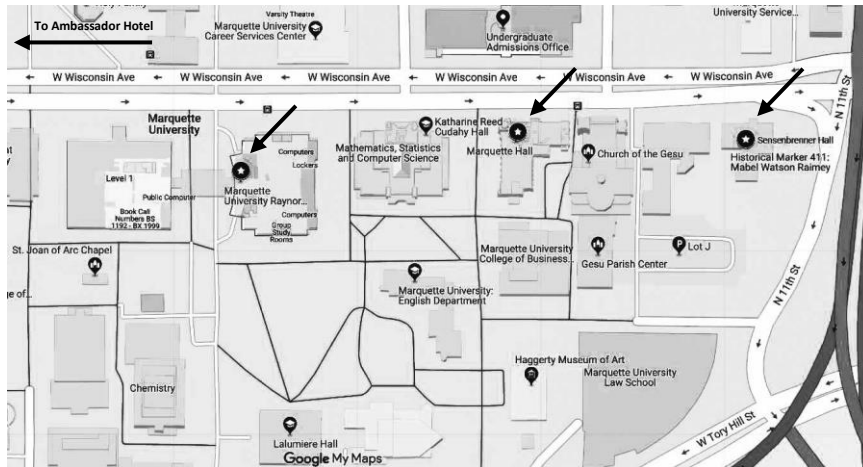 Varsity Theatre
To Ambassador Hotel
Marquette University
Career Services Center
Undergraduate
Admissions Office
University Service...
W Wisconsin Ave
W Wisconsin Ave
W Wisconsin Ave
W Wisconsin Ave
W Wisconsin Ave
N 11th St
Marquette
University
Katharine Reed
Cudahy Hall
Mathematics, Statistics
and Computer Science
Marquette Hall
Church of the Gesu
Sensenbrenner Hall
Historical Marker 411:
Mabel Watson Raimey
Computers
Lockers
Level 1
Public Computer
Marquette
University Raynor...
Book Call
Numbers BS
1192 - BX 1999
Computers
Group
Study
Rooms
St. Joan of Arc Chapel
Marquette University
College of Business...
Gesu Parish Center
P
Lot J
N 11th St
ge of...
Marquette University:
English Department
Haggerty Museum of Art
Marquette University
Law School
Chemistry
W Tory Hill St
Lalumiere Hall
Google My Maps